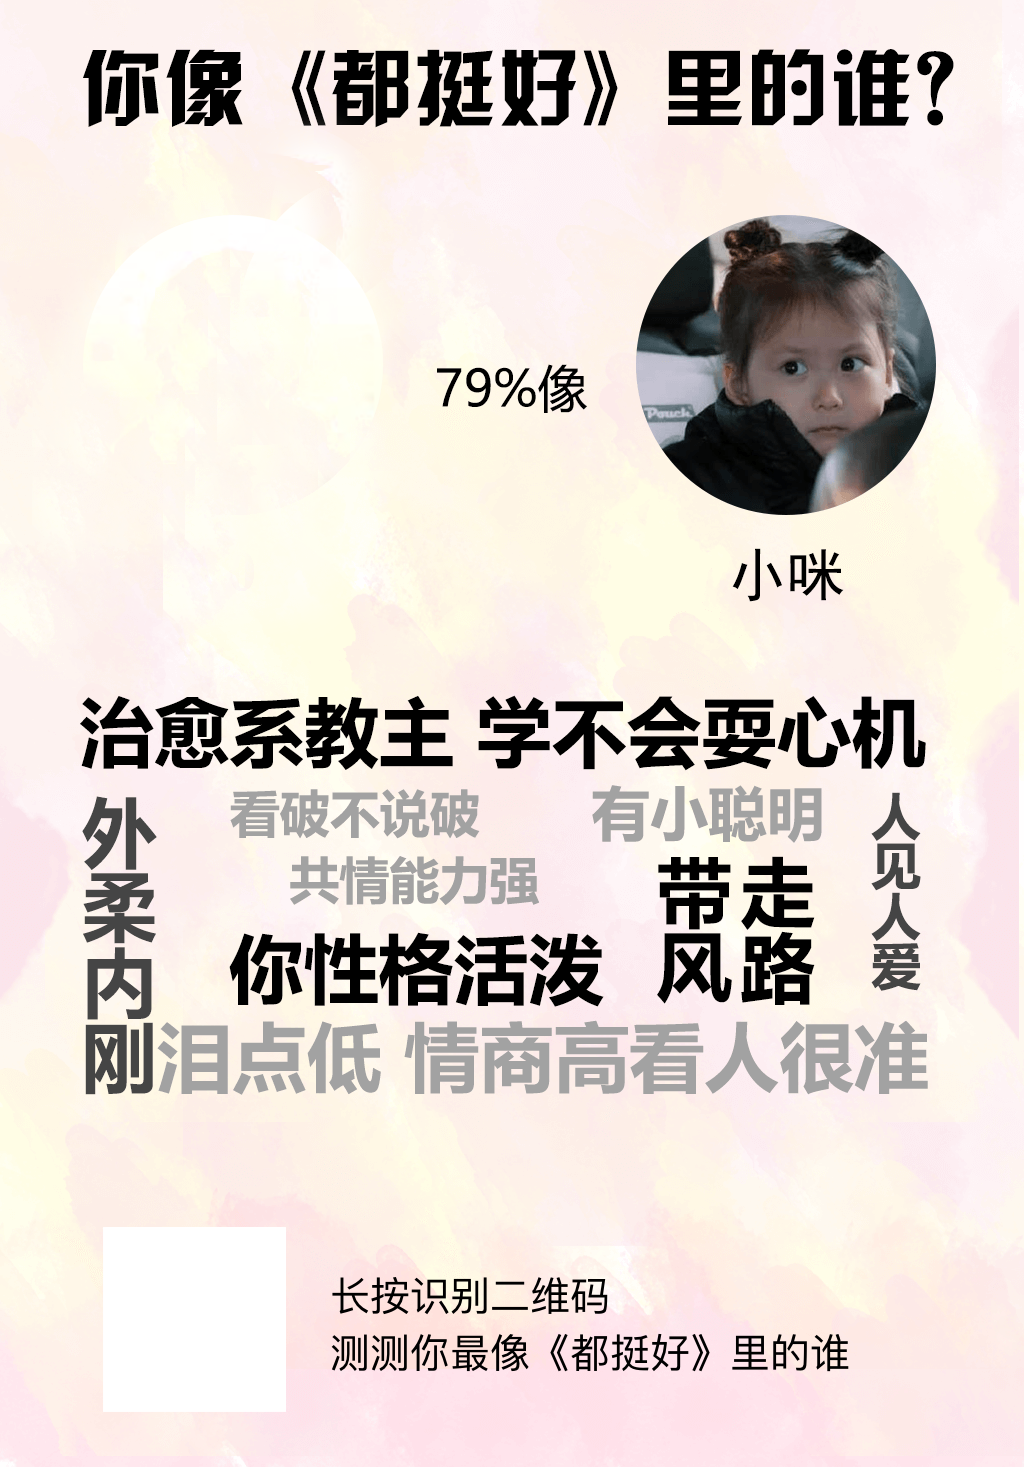 你像《都挺好》里的谁?
79%像
Pouch
小咪
治愈系教主 学不会耍心机
外柔内刚
看破不说破
有小聪明
人见人爱
共情能力强
带走
风路
你性格活泼
泪点低 情商高看人很准
长按识别二维码
测测你最像《都挺好》里的谁